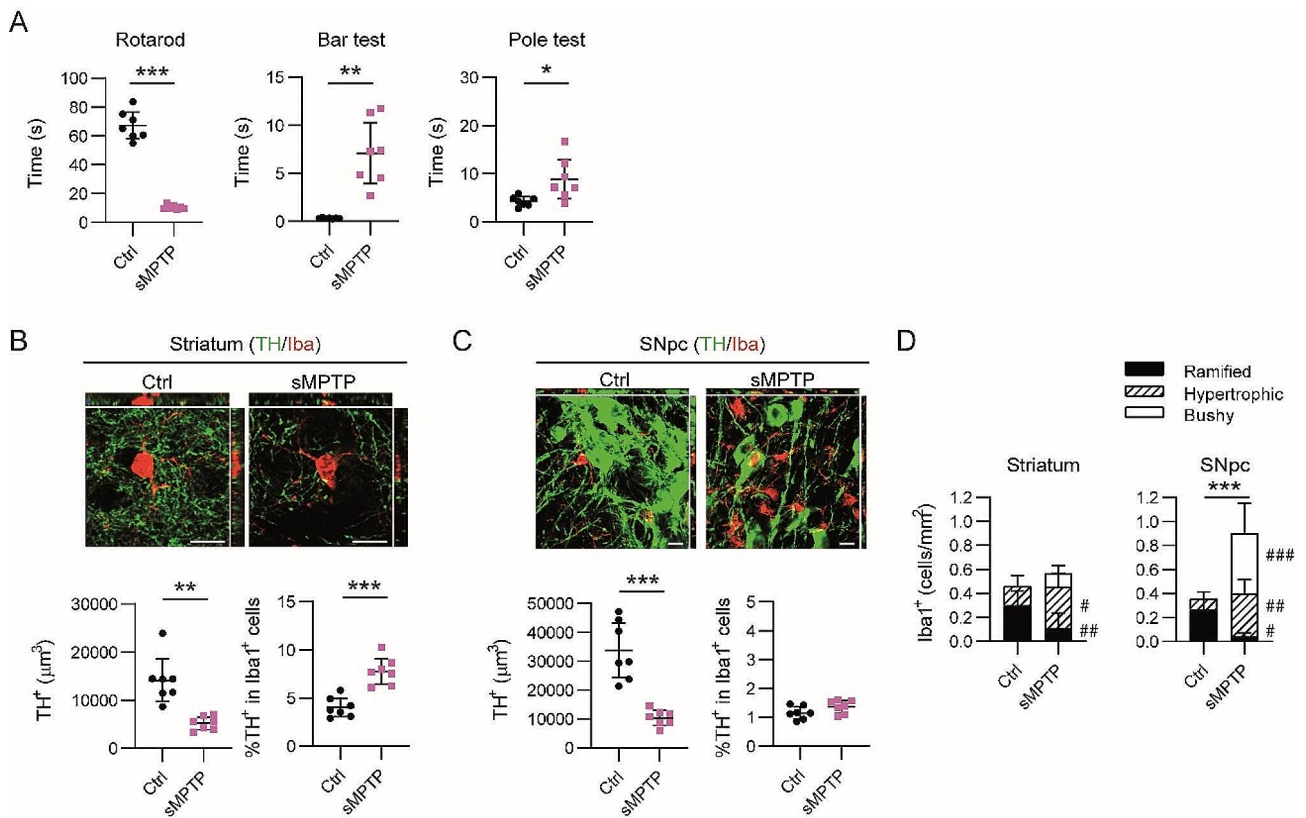 A
Rotarod
Bar test
Pole test
***
**
*
Time (s)
100
80
60
40
20
0
Ctrl
sMPTP
Time (s)
15
10
5
0
Ctrl
sMPTP
Time (s)
30
20
10
0
Ctrl
sMPTP
B
Striatum (TH/Iba)
Ctrl
sMPTP
**
TH+ (μm³)
30000
20000
10000
0
Ctrl
sMPTP
***
%TH+ in Iba1+ cells
15
10
5
0
Ctrl
sMPTP
C
SNpc (TH/Iba)
Ctrl
sMPTP
***
TH+ (μm³)
50000
40000
30000
20000
10000
0
Ctrl
sMPTP
%TH+ in Iba1+ cells
5
4
3
2
1
0
Ctrl
sMPTP
D
Ramified
Hypertrophic
Bushy
Striatum
Iba1+ (cells/mm²)
1.2
1.0
0.8
0.6
0.4
0.2
0.0
#
##
Ctrl
sMPTP
SNpc
***
1.2
1.0
0.8
0.6
0.4
0.2
0.0
###
##
#
Ctrl
sMPTP